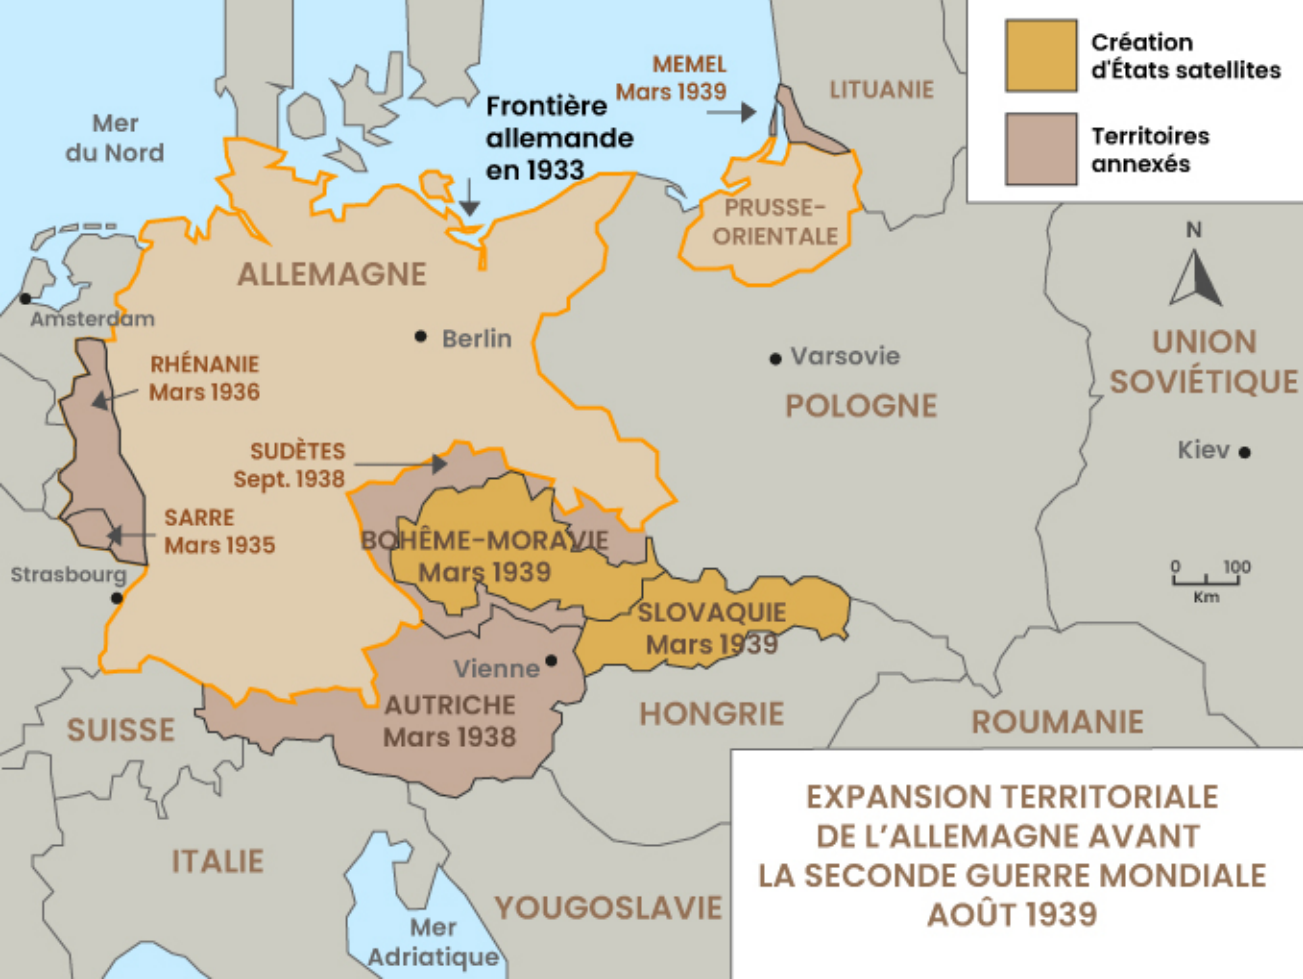 Création
d'États satellites
Territoires
annexés
MEMEL
Mars 1939
LITUANIE
Frontière
allemande
en 1933
Mer
du Nord
PRUSSE-
ORIENTALE
N
ALLEMAGNE
Amsterdam
Berlin
Varsovie
UNION
SOVIÉTIQUE
RHÉNANIE
Mars 1936
POLOGNE
SUDÈTES
Sept. 1938
Kiev
SARRE
Mars 1935
BOHÊME-MORAVIE
Mars 1939
Strasbourg
0 100
Km
SLOVAQUIE
Mars 1939
Vienne
AUTRICHE
Mars 1938
SUISSE
HONGRIE
ROUMANIE
EXPANSION TERRITORIALE
DE L'ALLEMAGNE AVANT
LA SECONDE GUERRE MONDIALE
AOÛT 1939
ITALIE
YOUGOSLAVIE
Mer
Adriatique